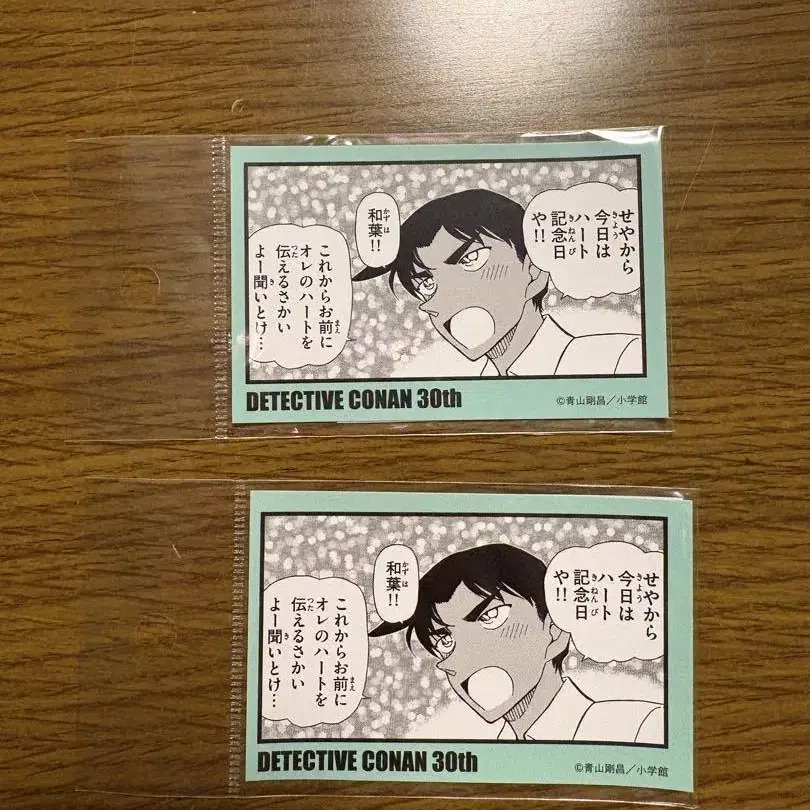 せやから
今日は
ハート
記念日
や!!
和葉!!
これからお前に
オレのハートを
伝えるさかい
よー聞いとけ…
DETECTIVE CONAN 30th
©青山剛昌／小学館
せやから
今日は
ハート
記念日
や!!
和葉!!
これからお前に
オレのハートを
伝えるさかい
よー聞いとけ…
DETECTIVE CONAN 30th
©青山剛昌／小学館